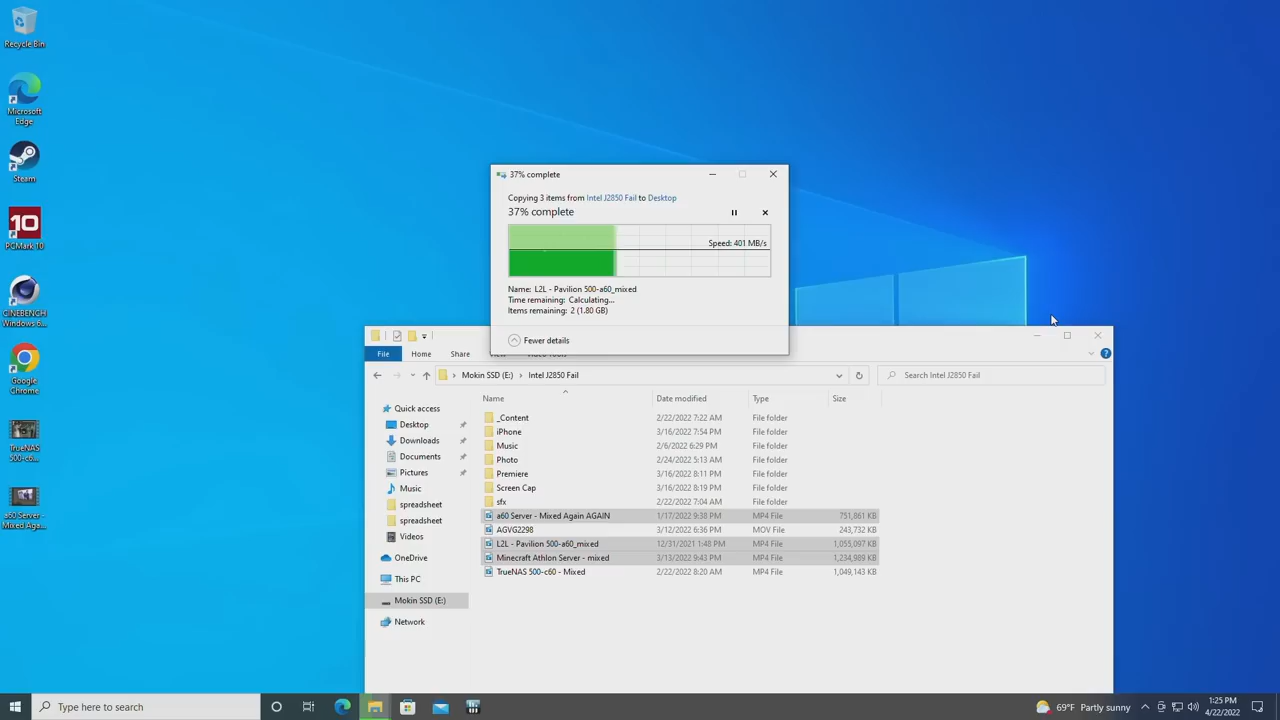 Recycle Bin
Microsoft
Edge
Steam
10
PCMark 10
CINEBENCH
Windows 6...
Google
Chrome
TrueNAS
500-c6...
a60 Server -
Mixed Aga...
37% complete
Copying 3 items from Intel J2850 Fail to Desktop
37% complete
Speed: 401 MB/s
Name: L2L - Pavilion 500-a60_mixed
Time remaining: Calculating...
Items remaining: 2 (1.80 GB)
Fewer details
File Home Share View Video Tools
Mokin SSD (E:) Intel J2850 Fail
Search Intel J2850 Fail
Name Date modified Type Size
Quick access
Desktop
Downloads
Documents
Pictures
Music
spreadsheet
spreadsheet
Videos
OneDrive
This PC
Mokin SSD (E:)
Network
_Content 2/22/2022 7:22 AM File folder
iPhone 3/16/2022 7:54 PM File folder
Music 2/6/2022 6:29 PM File folder
Photo 2/24/2022 5:13 AM File folder
Premiere 3/16/2022 8:11 PM File folder
Screen Cap 3/16/2022 8:19 PM File folder
sfx 2/22/2022 7:04 AM File folder
a60 Server - Mixed Again AGAIN 1/17/2022 9:38 PM MP4 File 751,861 KB
AGVG2298 3/12/2022 6:36 PM MOV File 243,732 KB
L2L - Pavilion 500-a60_mixed 12/31/2021 1:48 PM MP4 File 1,055,097 KB
Minecraft Athlon Server - mixed 3/13/2022 9:43 PM MP4 File 1,234,989 KB
TrueNAS 500-c60 - Mixed 2/22/2022 8:20 AM MP4 File 1,049,143 KB
Type here to search
69°F Partly sunny
1:25 PM
4/22/2022